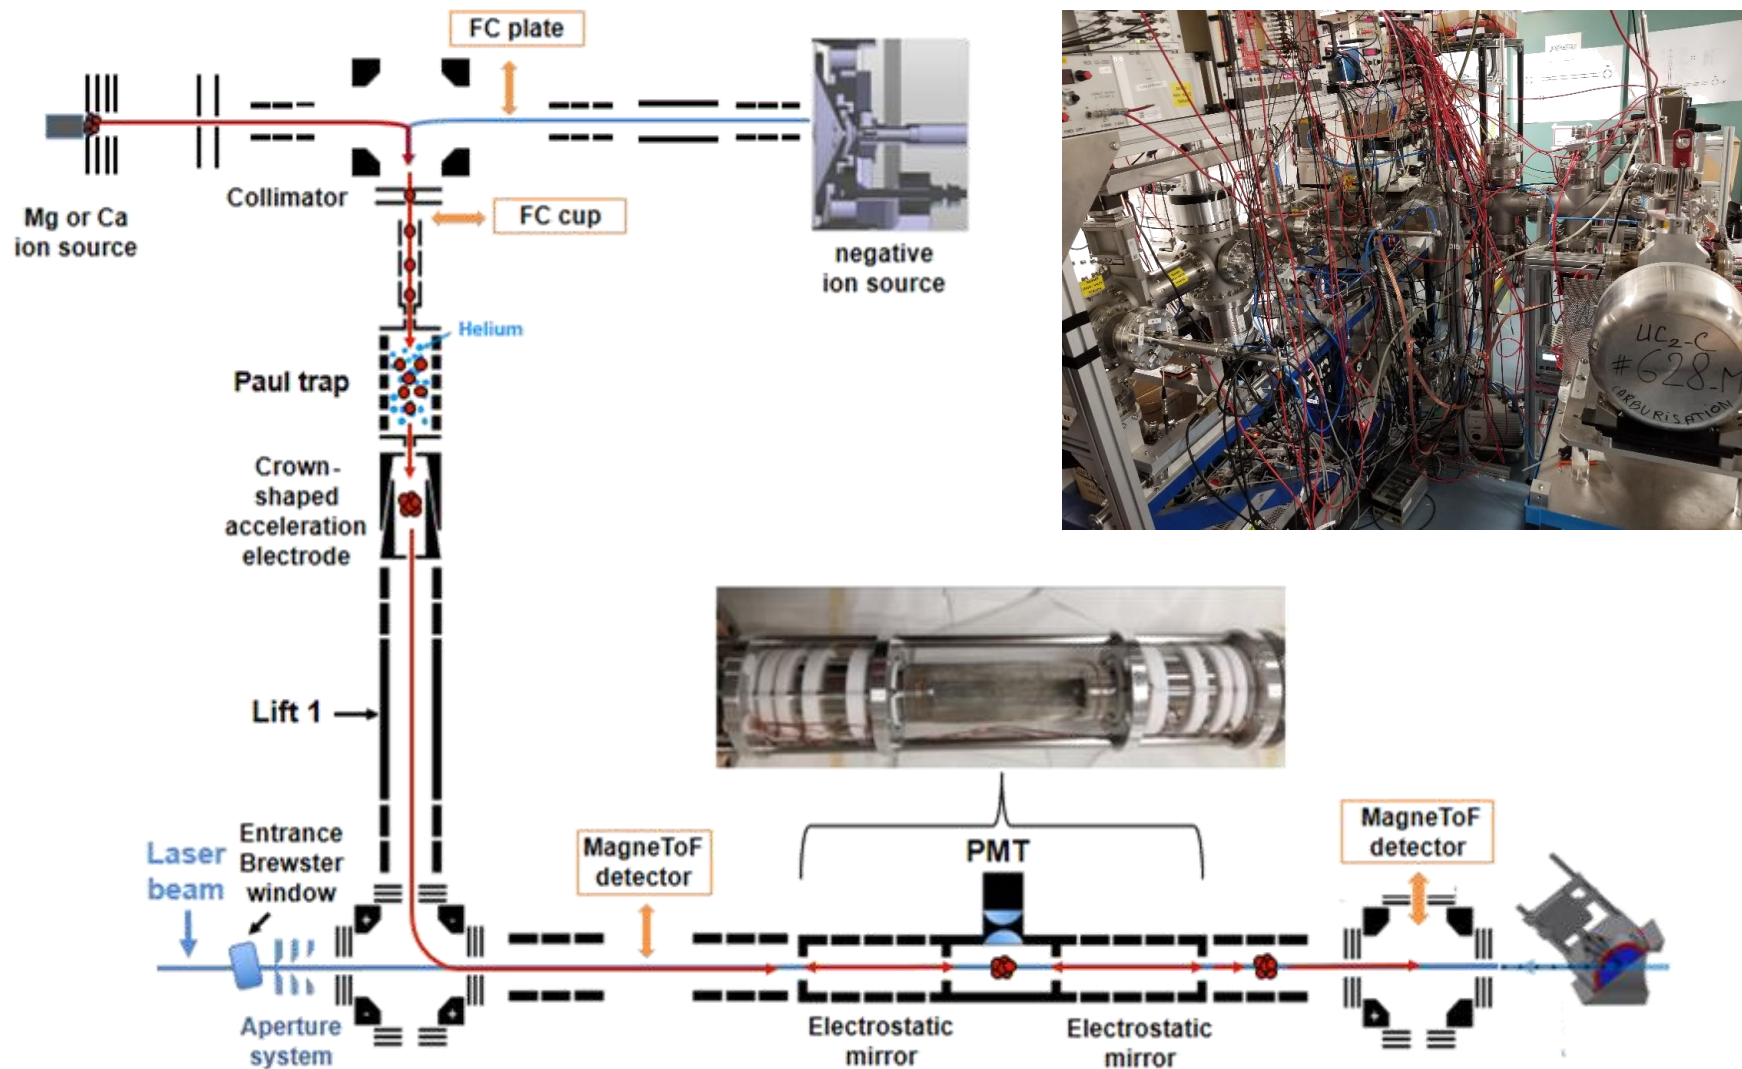 FC plate
Mg or Ca
ion source
Collimator
FC cup
negative
ion source
Helium
Paul trap
Crown-
shaped
acceleration
electrode
Lift 1
Laser
beam
Entrance
Brewster
window
Aperture
system
MagneToF
detector
PMT
MagneToF
detector
Electrostatic
mirror
Electrostatic
mirror
+
-
-
+
+
UC2-C
#628-M
CARBURISATION